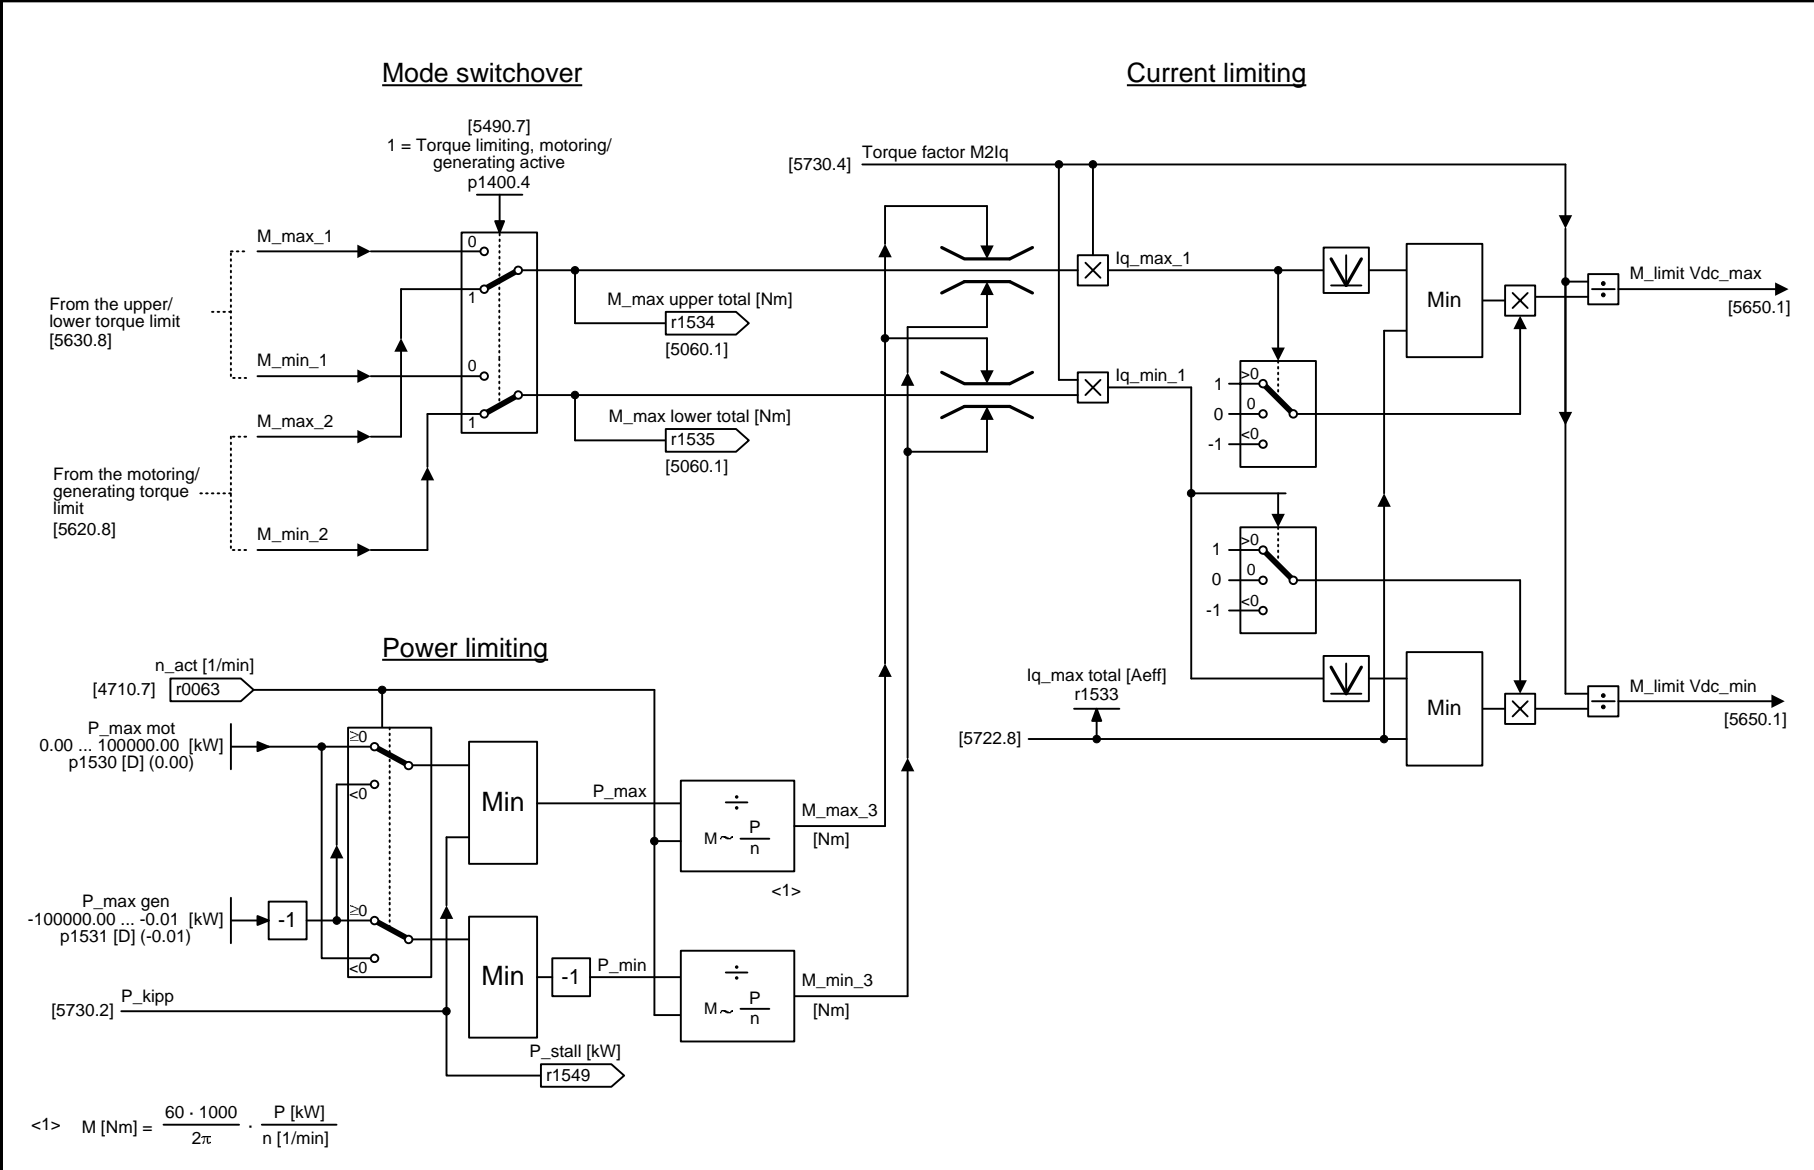 Mode switchover
Current limiting
[5490.7]
1 = Torque limiting, motoring/
generating active
p1400.4
[5730.4]
Torque factor M2Iq
M_max_1
0
1
From the upper/
lower torque limit
[5630.8]
M_min_1
0
1
M_max_2
From the motoring/
generating torque
limit
[5620.8]
M_min_2
M_max upper total [Nm]
r1534
[5060.1]
M_max lower total [Nm]
r1535
[5060.1]
Iq_max_1
Iq_min_1
Min
M_limit Vdc_max
[5650.1]
1 >0
0 0
-1 <0
1 >0
0 0
-1 <0
Iq_max total [Aeff]
r1533
[5722.8]
Min
M_limit Vdc_min
[5650.1]
Power limiting
n_act [1/min]
[4710.7] r0063
P_max mot
0.00 ... 100000.00 [kW]
p1530 [D] (0.00)
≥0
<0
Min
P_max
÷
M ~ P
n
M_max_3
[Nm]
<1>
P_max gen
-100000.00 ... -0.01 [kW]
p1531 [D] (-0.01)
-1
≥0
<0
Min
-1
P_min
÷
M ~ P
n
M_min_3
[Nm]
[5730.2]
P_kipp
P_stall [kW]
r1549
<1> M [Nm] = 60 · 1000 · P [kW]
2π n [1/min]